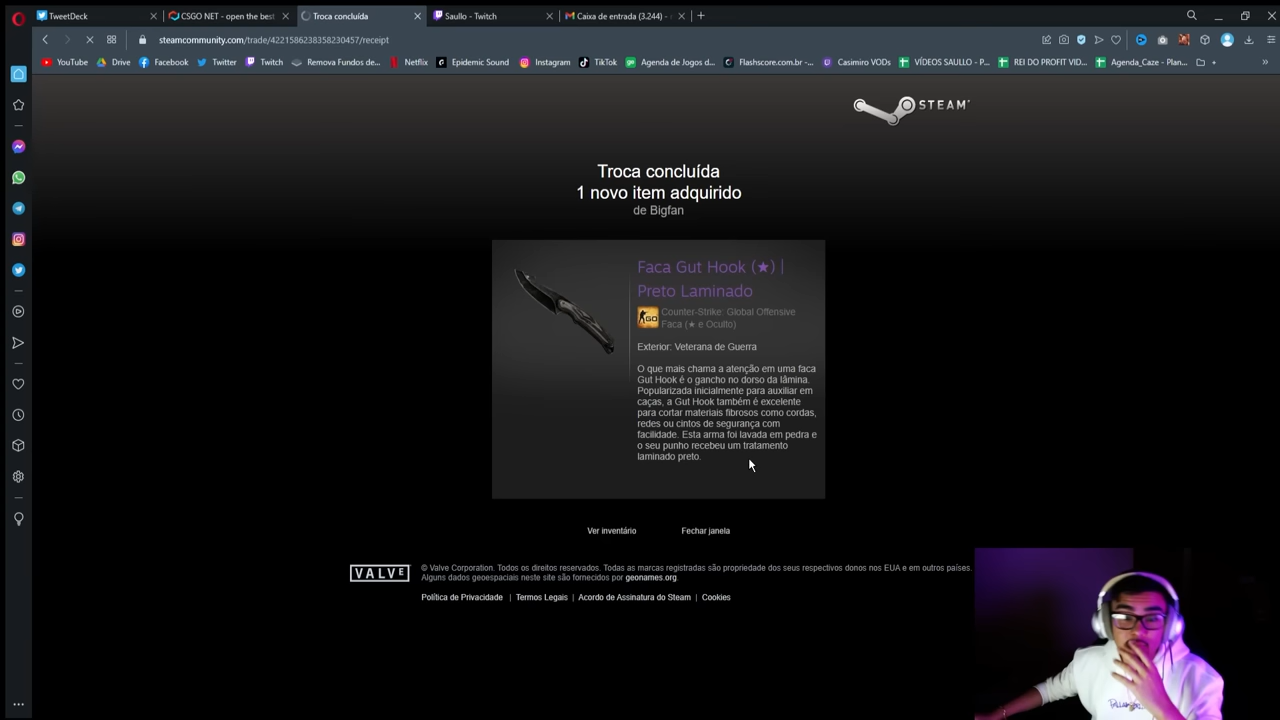 TweetDeck
CSGO NET - open the best
Troca concluída
Saullo - Twitch
Caixa de entrada (3.244) -
steamcommunity.com/trade/4221586238358230457/receipt
YouTube
Drive
Facebook
Twitter
Twitch
Remova Fundos de...
Netflix
Epidemic Sound
Instagram
TikTok
Agenda de Jogos d...
Flashscore.com.br -...
Casimiro VODs
VÍDEOS SAULLO - P...
REI DO PROFIT VID...
Agenda_Caze - Plan...
STEAM
Troca concluída
1 novo item adquirido
de Bigfan
Faca Gut Hook (★) |
Preto Laminado
GO
Counter-Strike: Global Offensive
Faca (★ e Oculto)
Exterior: Veterana de Guerra
O que mais chama a atenção em uma faca
Gut Hook é o gancho no dorso da lâmina.
Popularizada inicialmente para auxiliar em
caças, a Gut Hook também é excelente
para cortar materiais fibrosos como cordas,
redes ou cintos de segurança com
facilidade. Esta arma foi lavada em pedra e
o seu punho recebeu um tratamento
laminado preto.
Ver inventário
Fechar janela
VALVE
© Valve Corporation. Todos os direitos reservados. Todas as marcas registradas são propriedade dos seus respectivos donos nos EUA e em outros países.
Alguns dados geoespaciais neste site são fornecidos por geonames.org.
Política de Privacidade | Termos Legais | Acordo de Assinatura do Steam | Cookies